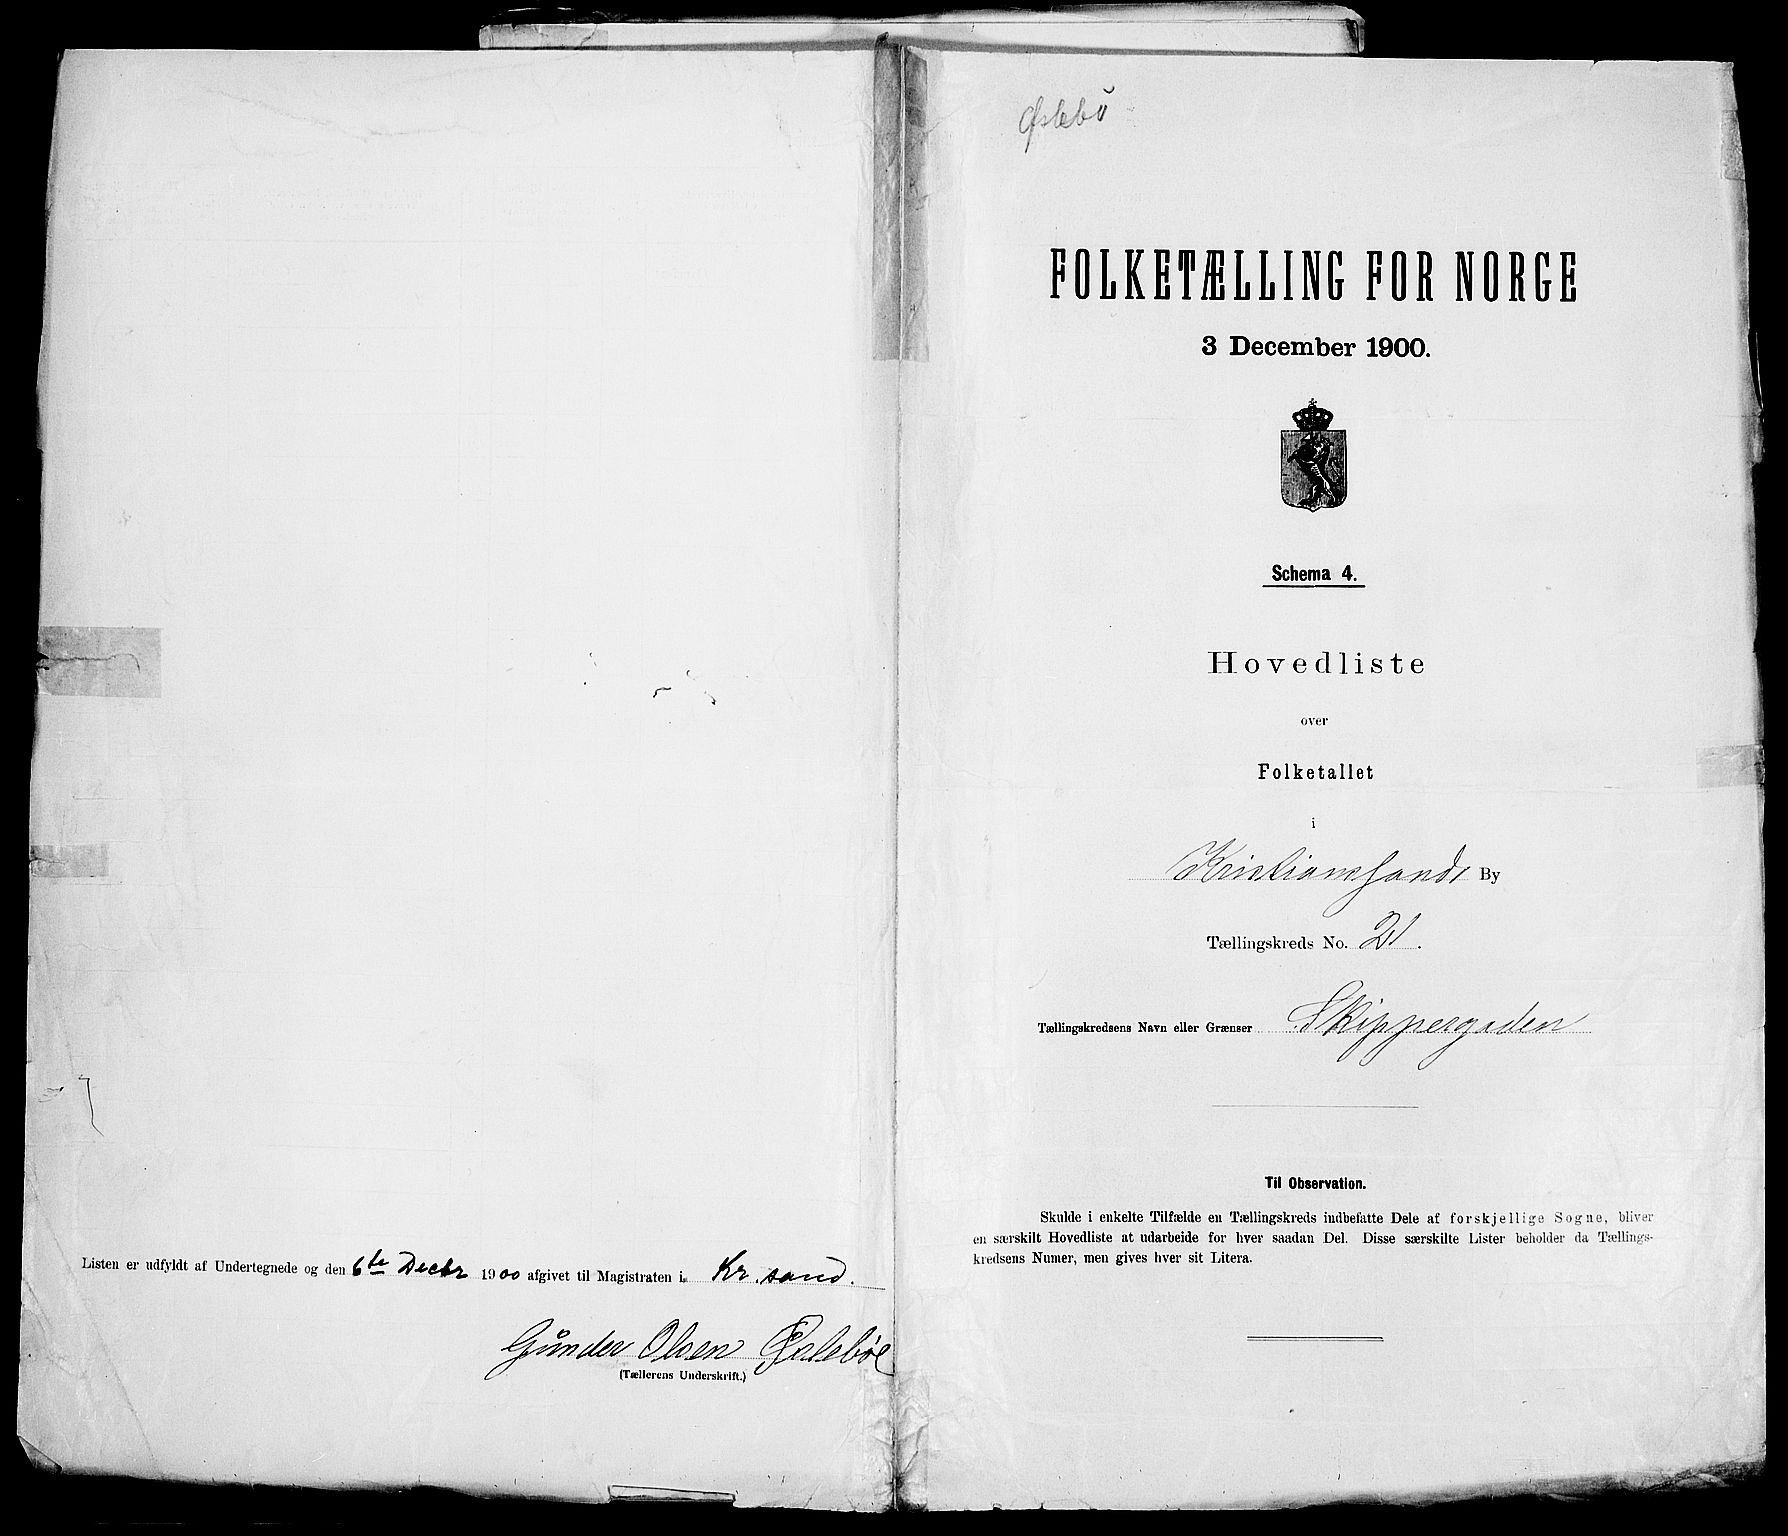 Listen er udfyldt af Undertegnede og den 6te Decbr 1900 afgivet til Magistraten i Kr.sand.
Gunder Olsen Øslebøe
(Tællerens Underskrift.)
Øslebö
FOLKETÆLLING FOR NORGE
3 December 1900.
Schema 4.
Hovedliste
over
Folketallet
i
Kristianssands By
Tællingskreds No. 21.
Tællingskredsens Navn eller Grænser Skippergaden
Til Observation.
Skulde i enkelte Tilfælde en Tællingskreds indbefatte Dele af forskjellige Sogne, bliver
en særskilt Hovedliste at udarbeide for hver saadan Del. Disse særskilte Lister beholder da Tællings-
kredsens Numer, men gives hver sit Litera.